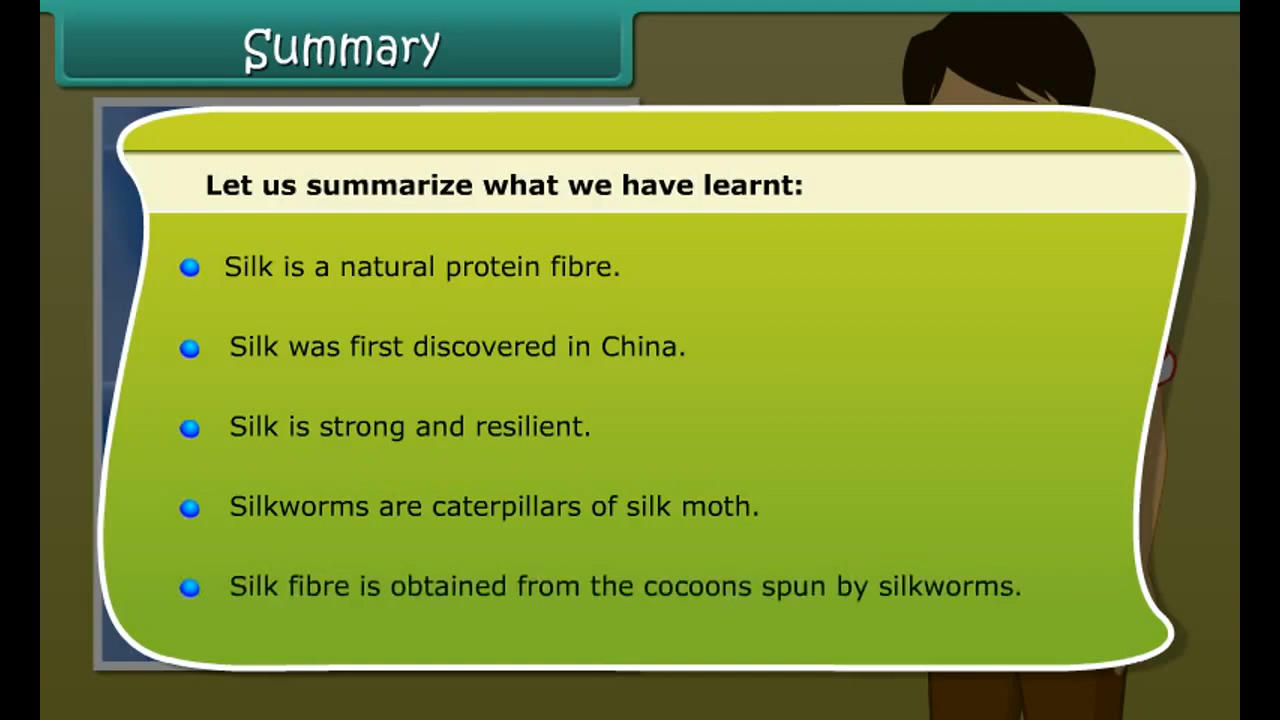 Summary
Let us summarize what we have learnt:
Silk is a natural protein fibre.
Silk was first discovered in China.
Silk is strong and resilient.
Silkworms are caterpillars of silk moth.
Silk fibre is obtained from the cocoons spun by silkworms.